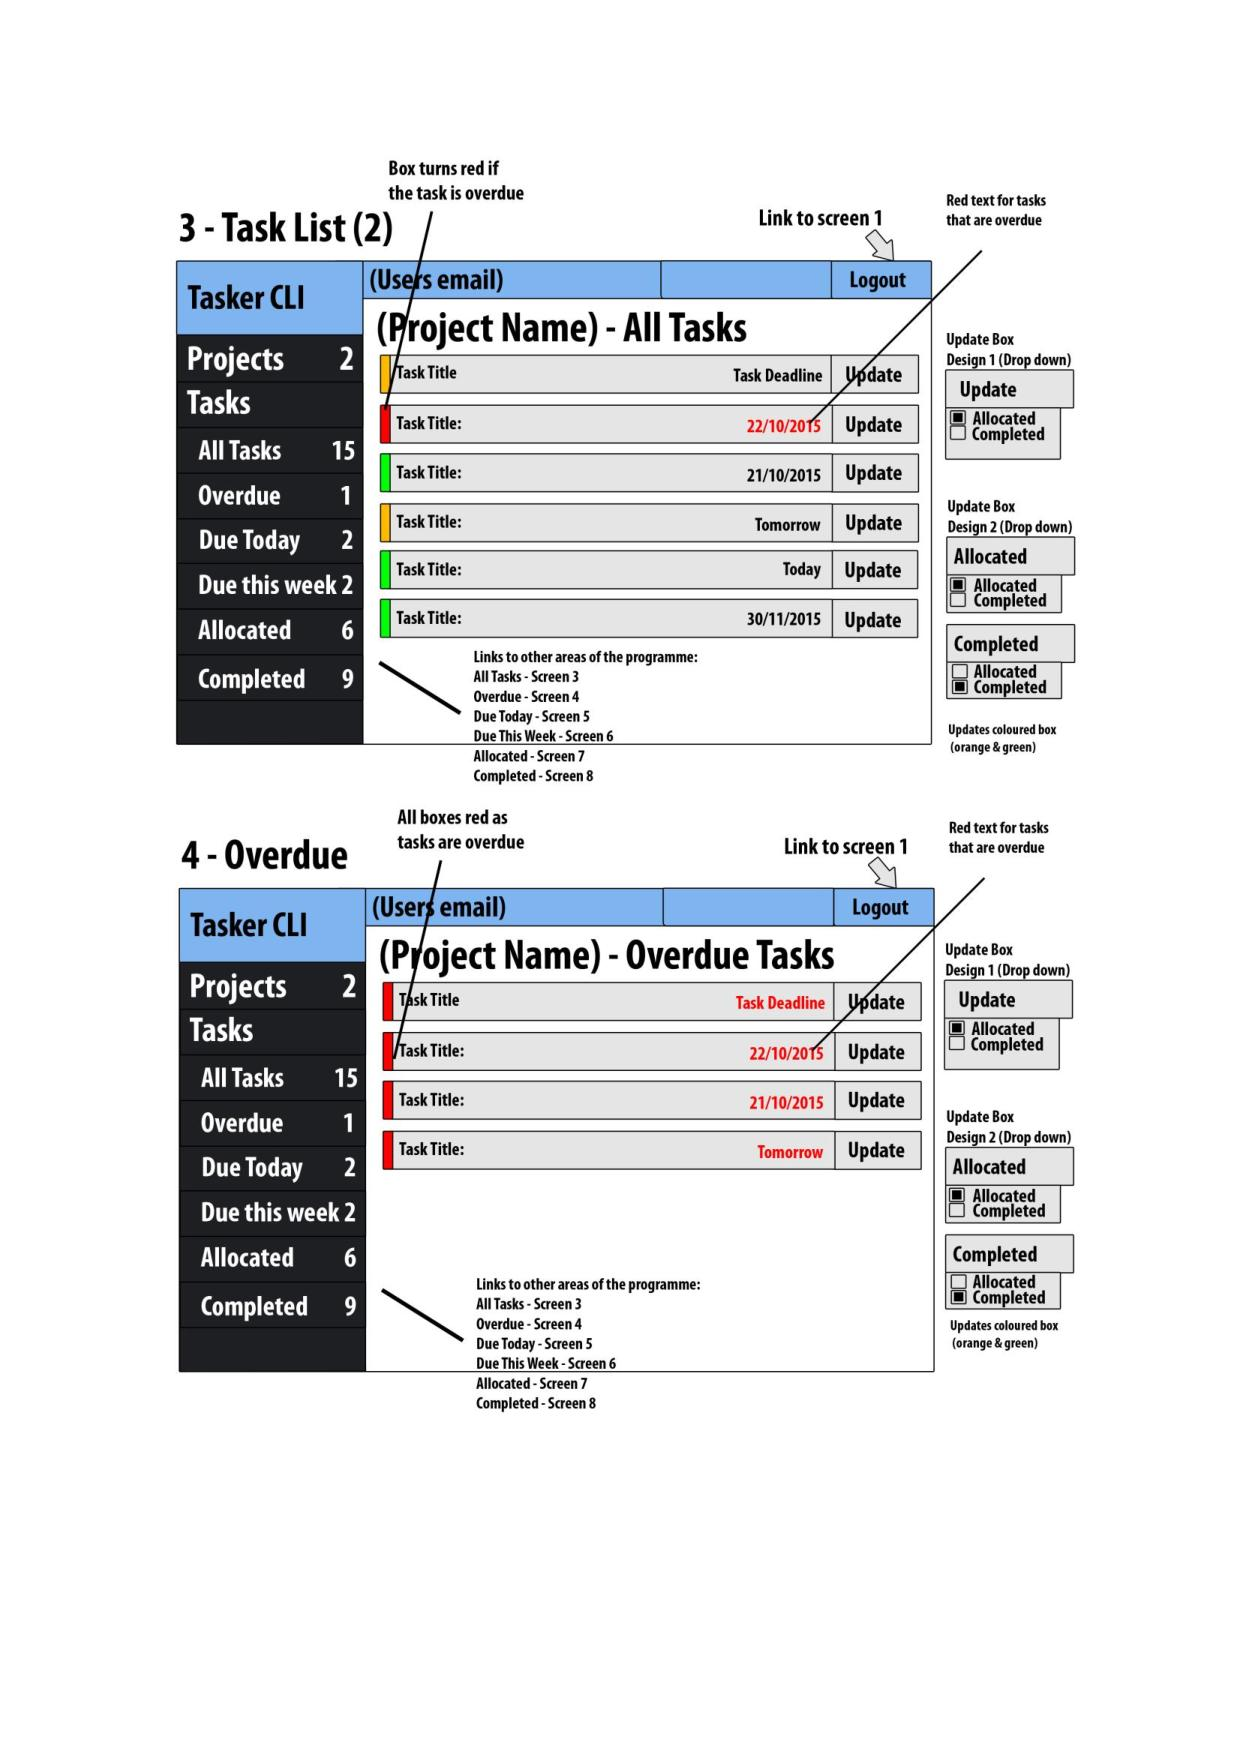 Box turns red if
the task is overdue
Red text for tasks
that are overdue
3 - Task List (2)
Link to screen 1
Tasker CLI
(Users email)
Logout
(Project Name) - All Tasks
Projects 2
Tasks
All Tasks 15
Overdue 1
Due Today 2
Due this week 2
Allocated 6
Completed 9
Task Title Task Deadline Update
Task Title: 22/10/2015 Update
Task Title: 21/10/2015 Update
Task Title: Tomorrow Update
Task Title: Today Update
Task Title: 30/11/2015 Update
Links to other areas of the programme:
All Tasks - Screen 3
Overdue - Screen 4
Due Today - Screen 5
Due This Week - Screen 6
Allocated - Screen 7
Completed - Screen 8
Update Box
Design 1 (Drop down)
Update
Allocated
Completed
Update Box
Design 2 (Drop down)
Allocated
Allocated
Completed
Completed
Allocated
Completed
Updates coloured box
(orange & green)
All boxes red as
tasks are overdue
Red text for tasks
that are overdue
4 - Overdue
Link to screen 1
Tasker CLI
(Users email)
Logout
(Project Name) - Overdue Tasks
Projects 2
Tasks
All Tasks 15
Overdue 1
Due Today 2
Due this week 2
Allocated 6
Completed 9
Task Title Task Deadline Update
Task Title: 22/10/2015 Update
Task Title: 21/10/2015 Update
Task Title: Tomorrow Update
Links to other areas of the programme:
All Tasks - Screen 3
Overdue - Screen 4
Due Today - Screen 5
Due This Week - Screen 6
Allocated - Screen 7
Completed - Screen 8
Update Box
Design 1 (Drop down)
Update
Allocated
Completed
Update Box
Design 2 (Drop down)
Allocated
Allocated
Completed
Completed
Allocated
Completed
Updates coloured box
(orange & green)